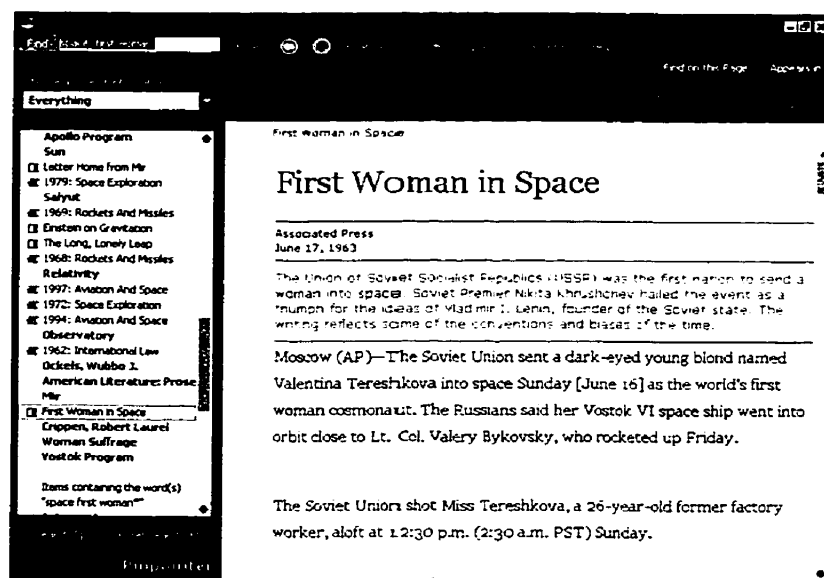 Find
Find on this Page Appears in
Everything
Apollo Program
Sun
Letter Home from Mir
1979: Space Exploration
Salyut
1969: Rockets And Missiles
Einstein on Gravitation
The Long, Lonely Leap
1968: Rockets And Missiles
Relativity
1997: Aviation And Space
1972: Space Exploration
1994: Aviation And Space
Observatory
1962: International Law
Ockels, Wubbo J.
American Literature: Prose
Mir
First Woman in Space
Crippen, Robert Laurel
Woman Suffrage
Vostok Program
Items containing the word(s)
"space first woman*"
Pinpointer
First Woman in Space
First Woman in Space
Associated Press
June 17, 1963
The Union of Soviet Socialist Republics (USSR) was the first nation to send a
woman into space. Soviet Premier Nikita Khrushchev hailed the event as a
triumph for the ideas of Vladimir I. Lenin, founder of the Soviet state. The
writing reflects some of the conventions and biases of the time.
Moscow (AP)—The Soviet Union sent a dark-eyed young blond named
Valentina Tereshkova into space Sunday [June 16] as the world's first
woman cosmonaut. The Russians said her Vostok VI space ship went into
orbit close to Lt. Col. Valery Bykovsky, who rocketed up Friday.
The Soviet Union shot Miss Tereshkova, a 26-year-old former factory
worker, aloft at 12:30 p.m. (2:30 a.m. PST) Sunday.